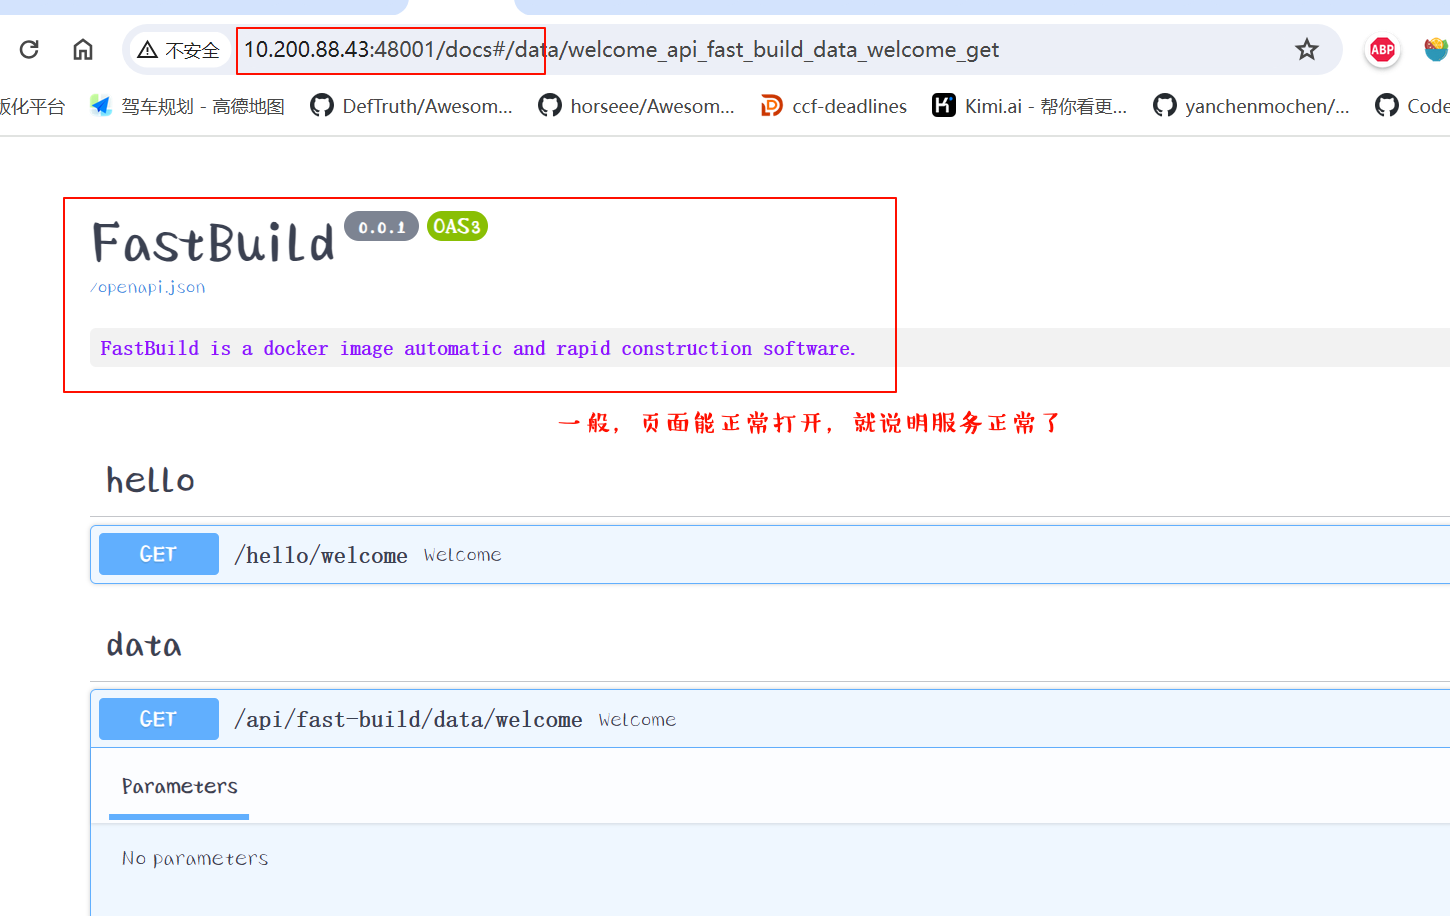 不安全 10.200.88.43:48001/docs#/data/welcome_api_fast_build_data_welcome_get
版化平台 驾车规划 - 高德地图 DefTruth/Awesom... horseee/Awesom... ccf-deadlines Kimi.ai - 帮你看更... yanchenmochen/... Code
ABP
FastBuild 0.0.1 OAS3
/openapi.json
FastBuild is a docker image automatic and rapid construction software.
一般，页面能正常打开，就说明服务正常了
hello
GET /hello/welcome Welcome
data
GET /api/fast-build/data/welcome Welcome
Parameters
No parameters